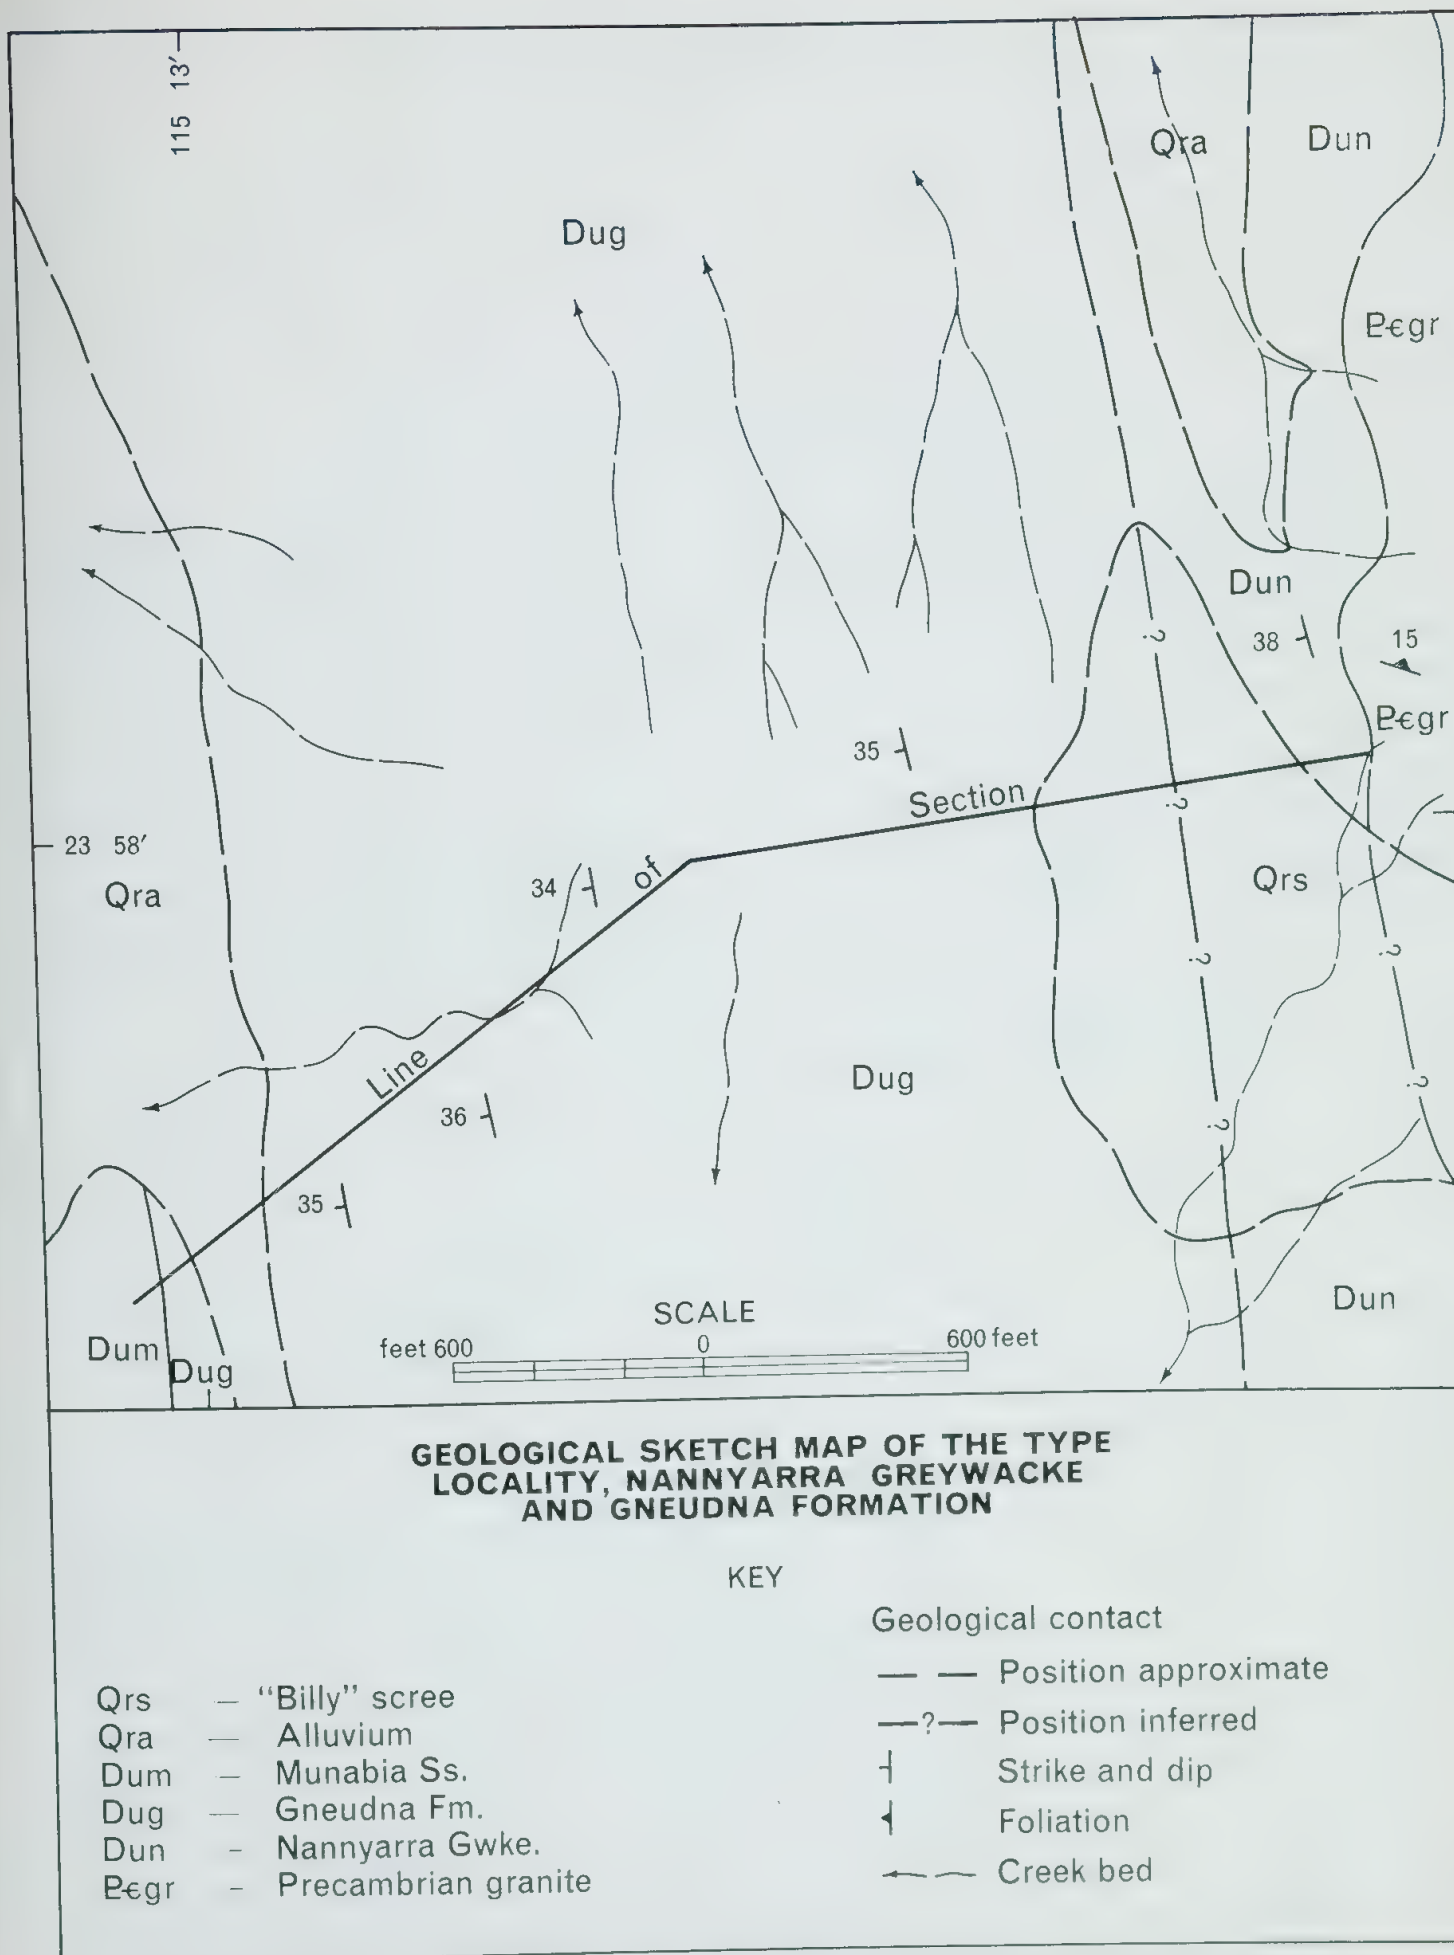 115 13′
Qra
Dun
Dug
P€gr
Dun
38
15
P€gr
35
Section
23 58′
Qra
34
of
Qrs
Line
Dug
36
35
?
?
?
?
?
?
Dun
SCALE
feet 600 0 600 feet
Dum
Dug
GEOLOGICAL SKETCH MAP OF THE TYPE
LOCALITY, NANNYARRA GREYWACKE
AND GNEUDNA FORMATION
KEY
Geological contact
Position approximate
—?— Position inferred
Strike and dip
Foliation
Creek bed
Qrs – "Billy" scree
Qra — Alluvium
Dum – Munabia Ss.
Dug — Gneudna Fm.
Dun - Nannyarra Gwke.
P€gr - Precambrian granite